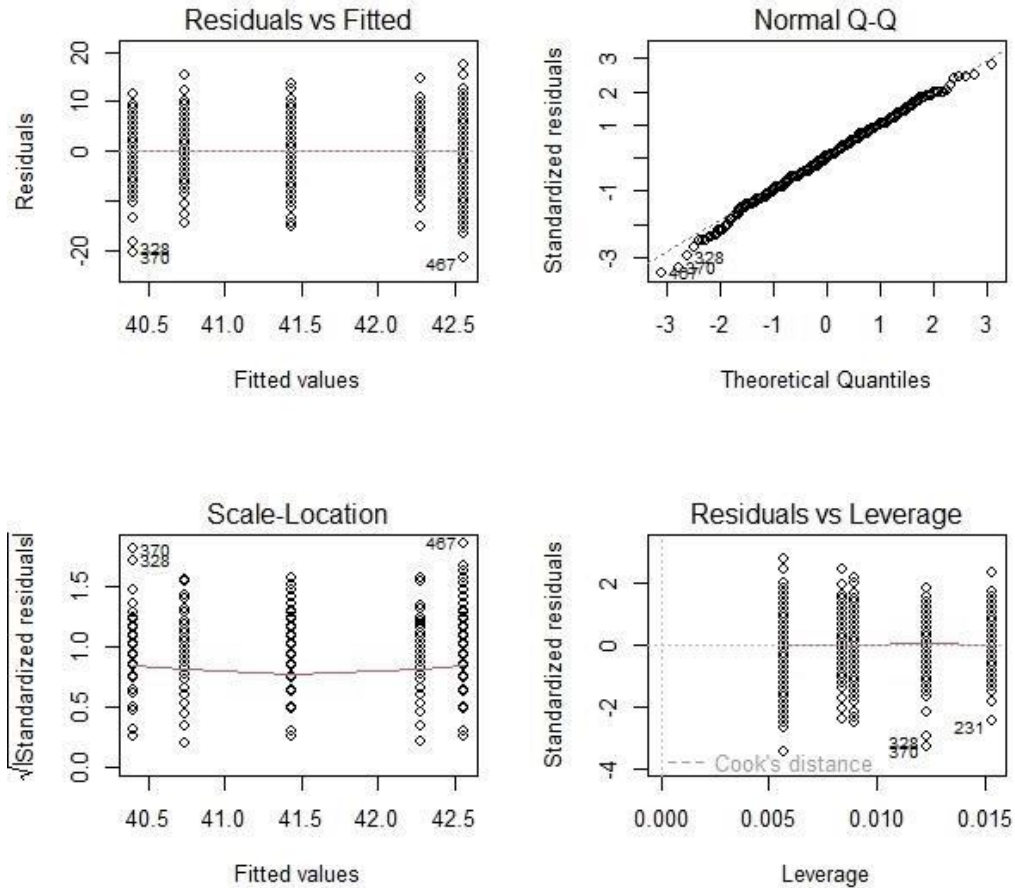 Residuals vs Fitted
Residuals
20
10
0
-20
328
370
467
40.5 41.0 41.5 42.0 42.5
Fitted values
Normal Q-Q
Standardized residuals
3
2
1
-1
-3
328
370
467
-3 -2 -1 0 1 2 3
Theoretical Quantiles
Scale-Location
√|Standardized residuals|
1.5
1.0
0.5
0.0
370
328
467
40.5 41.0 41.5 42.0 42.5
Fitted values
Residuals vs Leverage
Standardized residuals
2
0
-2
-4
231
328
370
Cook's distance
0.000 0.005 0.010 0.015
Leverage